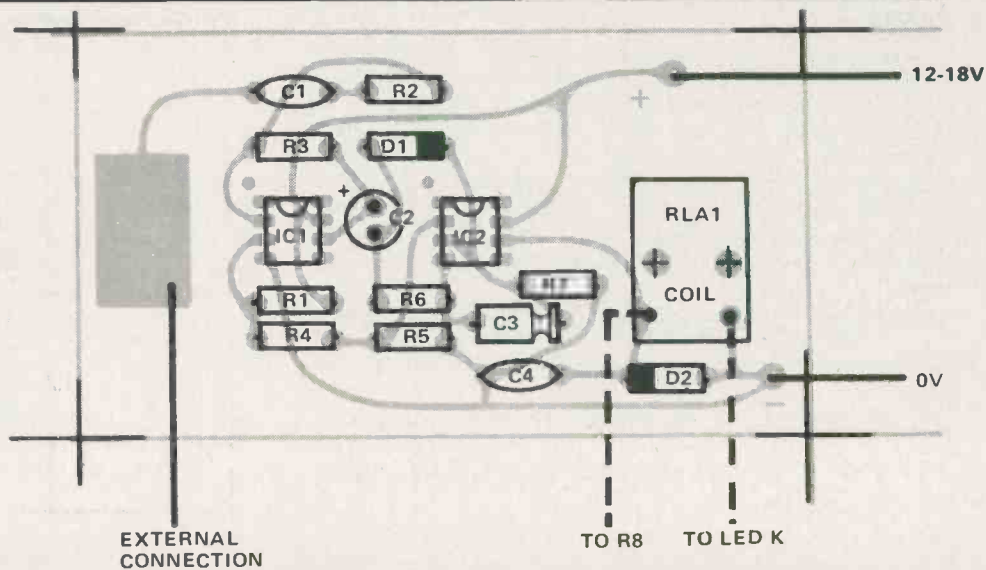 12-18V
C1
R2
+
R3
D1
+
C2
IC1
IC2
RLA1
COIL
R1
R6
C3
R4
R5
C4
D2
0V
EXTERNAL
CONNECTION
TO R8
TO LED K